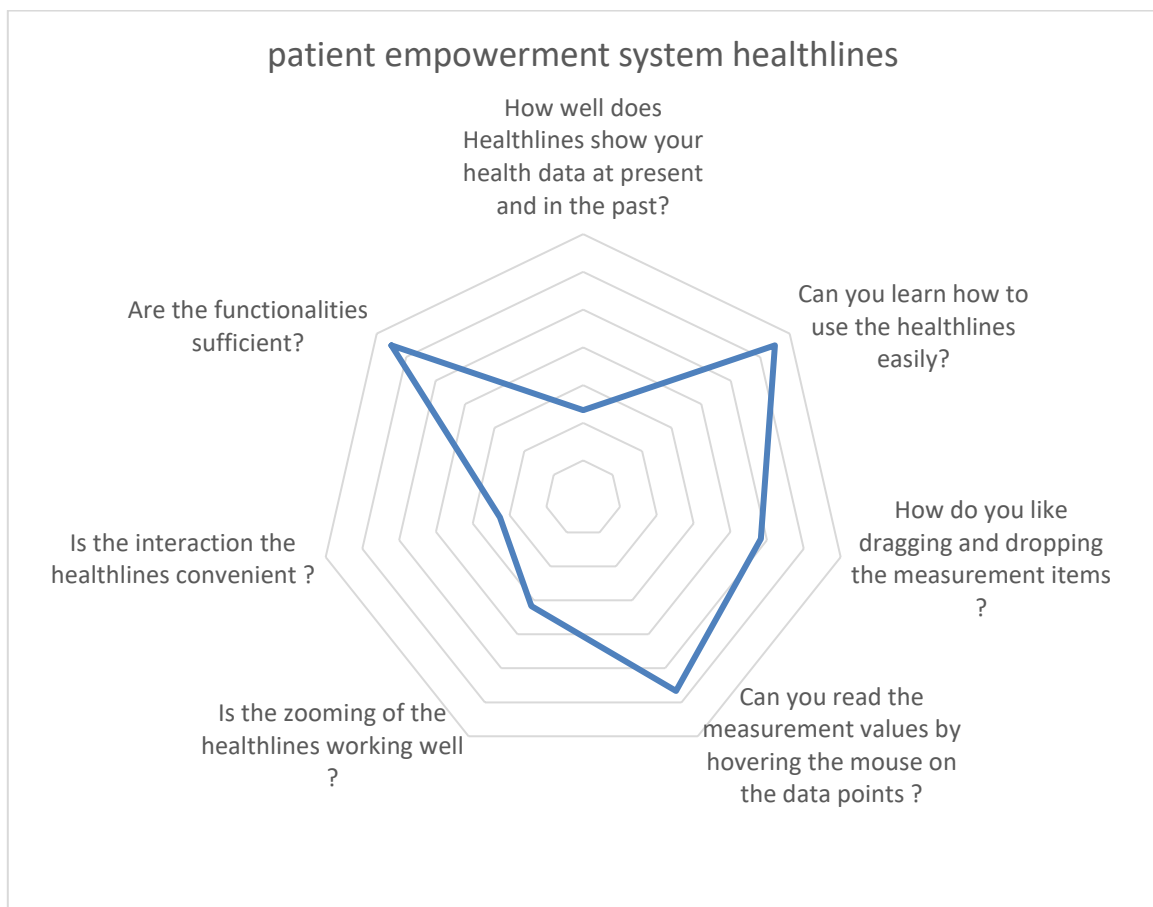 patient empowerment system healthlines
How well does
Healthlines show your
health data at present
and in the past?
Can you learn how to
use the healthlines
easily?
How do you like
dragging and dropping
the measurement items
?
Can you read the
measurement values by
hovering the mouse on
the data points ?
Is the zooming of the
healthlines working well
?
Is the interaction the
healthlines convenient ?
Are the functionalities
sufficient?